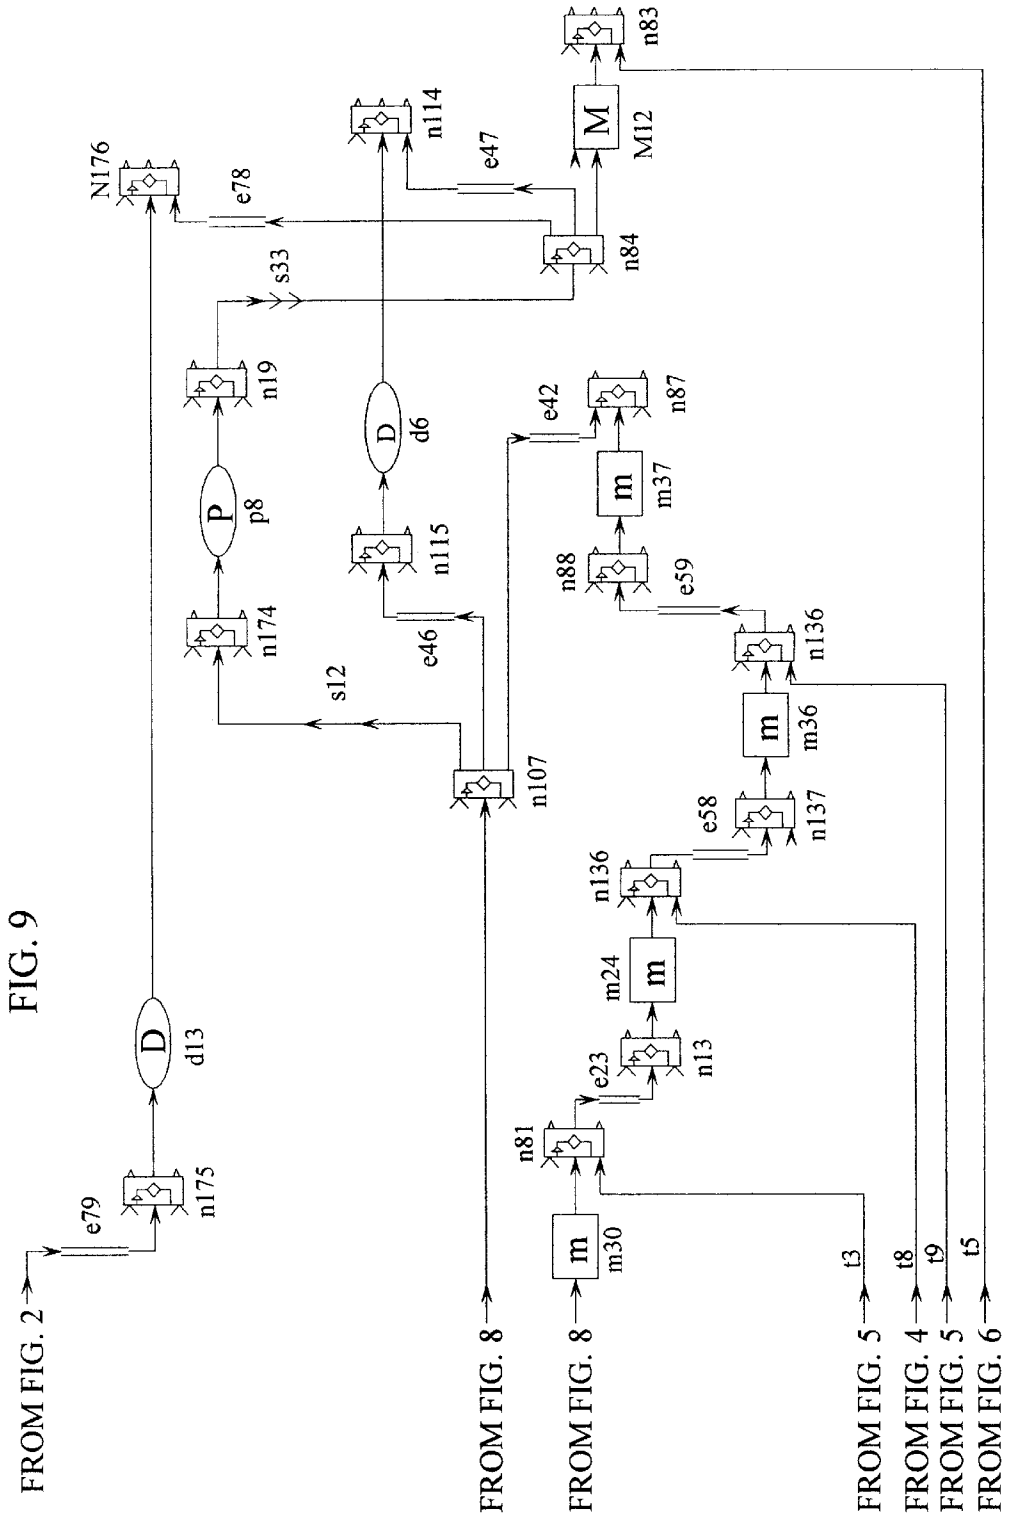 FIG. 9
FROM FIG. 2
e79
n175
D
d13
N176
e78
s12
n174
P
p8
n19
s33
e46
n115
D
d6
n114
e47
FROM FIG. 8
n107
e42
n84
M
M12
n83
FROM FIG. 8
m
m30
n81
e23
n13
m
m24
n136
e58
n137
m
m36
n136
e59
n88
m
m37
n87
FROM FIG. 5
t3
FROM FIG. 4
t8
FROM FIG. 5
t9
FROM FIG. 6
t5